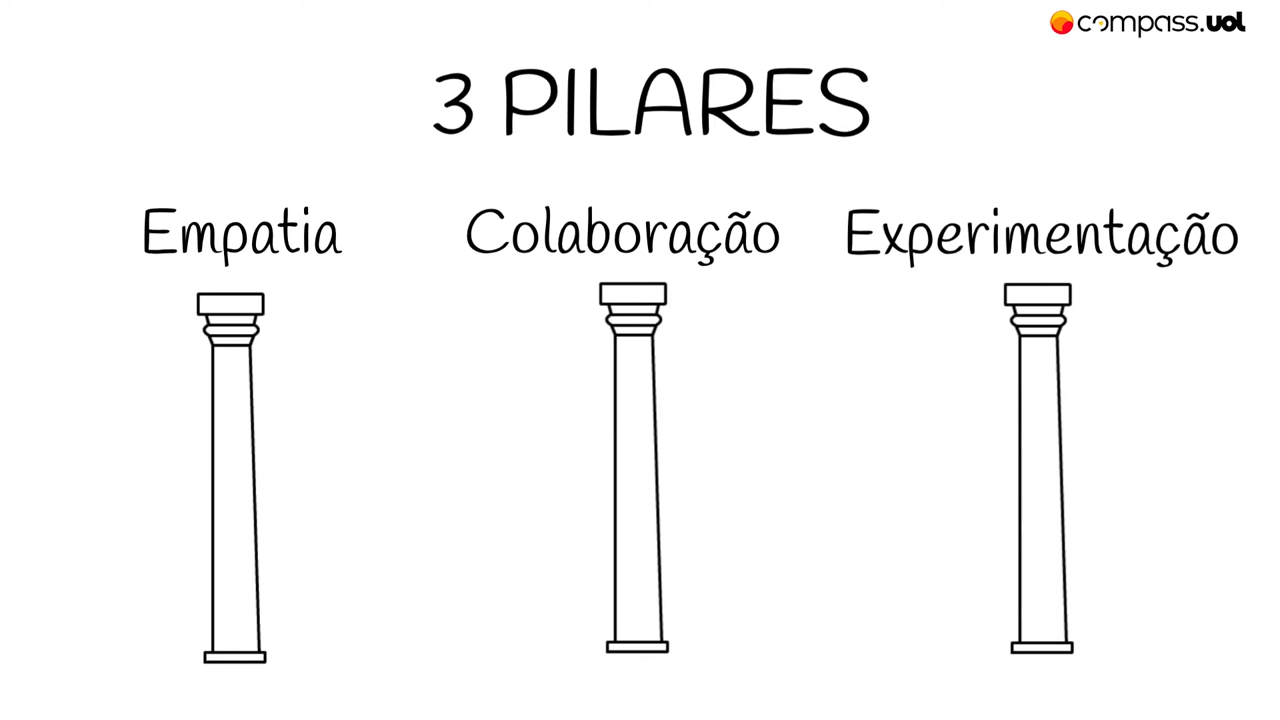 compass.uol
3 PILARES
Empatia
Colaboração
Experimentação